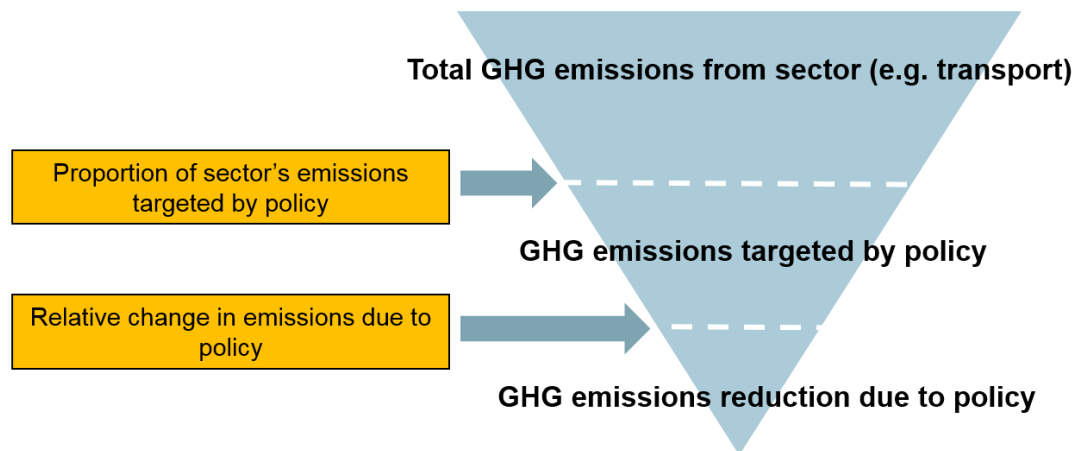 Total GHG emissions from sector (e.g. transport)
Proportion of sector’s emissions
targeted by policy
GHG emissions targeted by policy
Relative change in emissions due to
policy
GHG emissions reduction due to policy